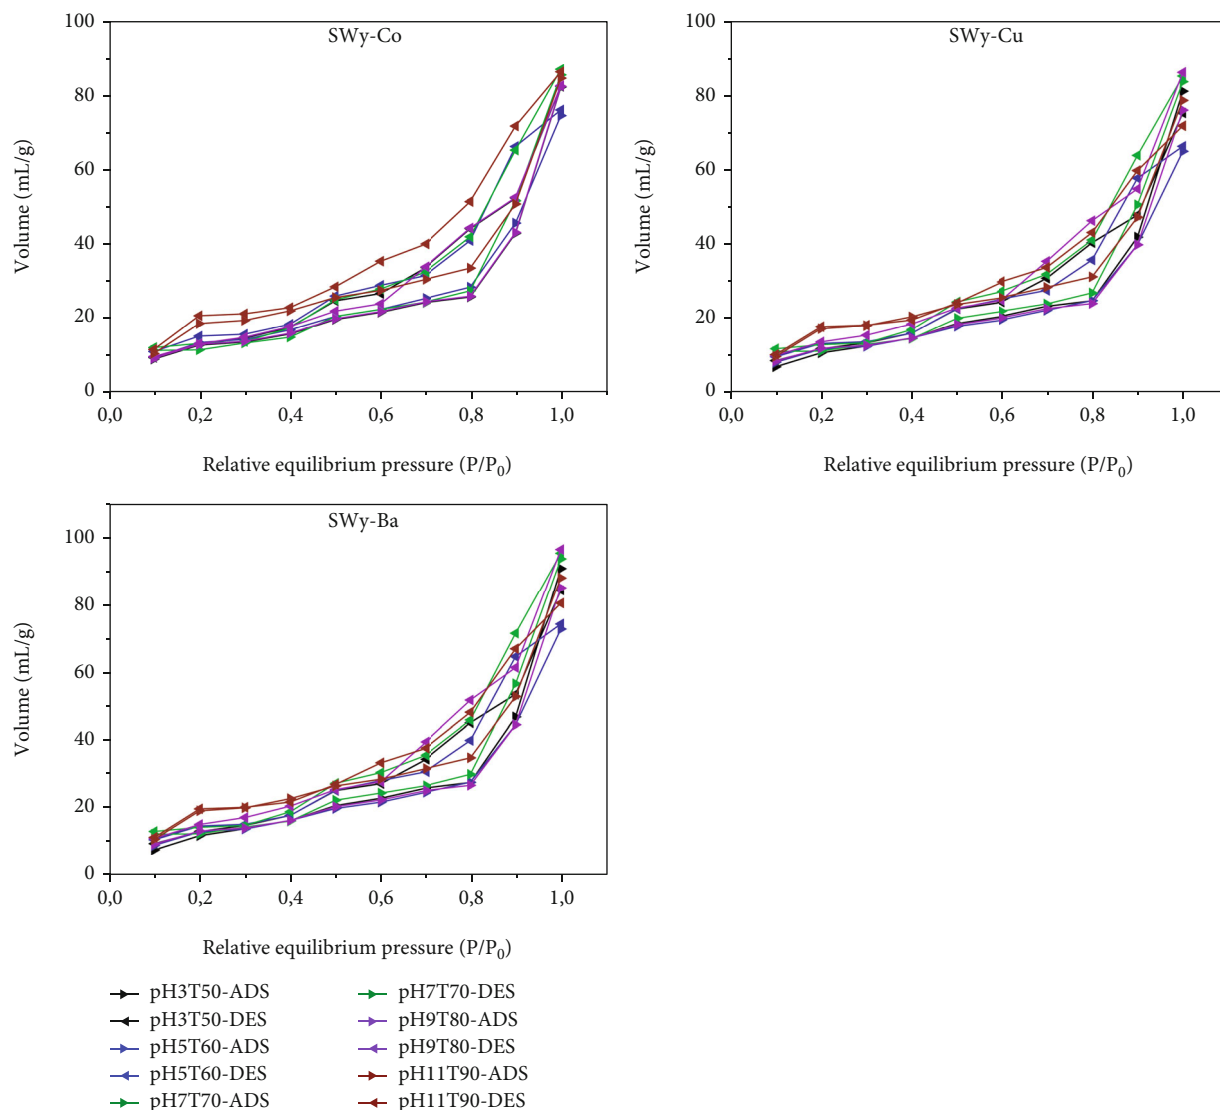 SWy-Co
100
80
60
40
20
0
Volume (mL/g)
0,0 0,2 0,4 0,6 0,8 1,0
Relative equilibrium pressure (P/P0)
SWy-Cu
100
80
60
40
20
0
Volume (mL/g)
0,0 0,2 0,4 0,6 0,8 1,0
Relative equilibrium pressure (P/P0)
SWy-Ba
100
80
60
40
20
0
Volume (mL/g)
0,0 0,2 0,4 0,6 0,8 1,0
Relative equilibrium pressure (P/P0)
pH3T50-ADS
pH3T50-DES
pH5T60-ADS
pH5T60-DES
pH7T70-ADS
pH7T70-DES
pH9T80-ADS
pH9T80-DES
pH11T90-ADS
pH11T90-DES